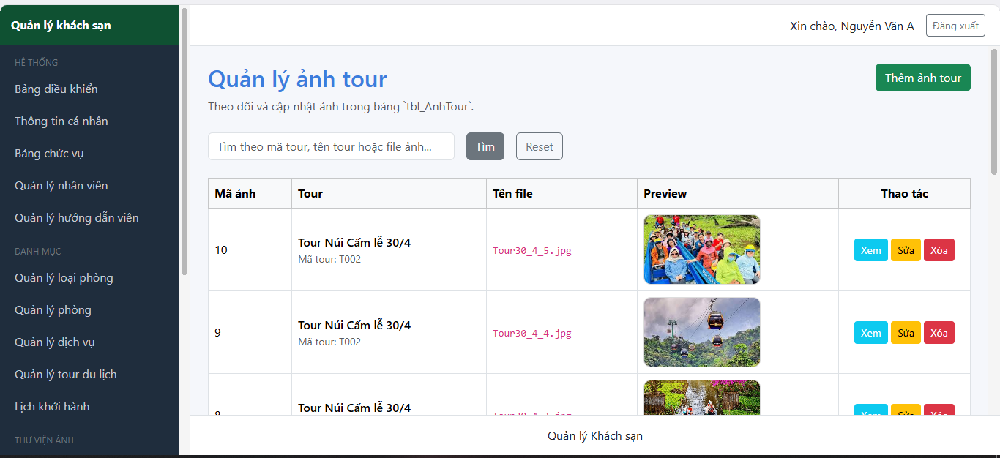 Quản lý khách sạn
Xin chào, Nguyễn Văn A
Đăng xuất
HỆ THỐNG
Bảng điều khiển
Thông tin cá nhân
Bảng chức vụ
Quản lý nhân viên
Quản lý hướng dẫn viên
DANH MỤC
Quản lý loại phòng
Quản lý phòng
Quản lý dịch vụ
Quản lý tour du lịch
Lịch khởi hành
THƯ VIỆN ẢNH
Quản lý ảnh tour
Thêm ảnh tour
Theo dõi và cập nhật ảnh trong bảng `tbl_AnhTour`.
Tìm theo mã tour, tên tour hoặc file ảnh...
Tìm
Reset
Mã ảnh Tour Tên file Preview Thao tác
10 Tour Núi Cấm lễ 30/4 Tour30_4_5.jpg Xem Sửa Xóa
Mã tour: T002
9 Tour Núi Cấm lễ 30/4 Tour30_4_4.jpg Xem Sửa Xóa
Mã tour: T002
8 Tour Núi Cấm lễ 30/4 Tour30_4_3.jpg Xem Sửa Xóa
Quản lý Khách sạn